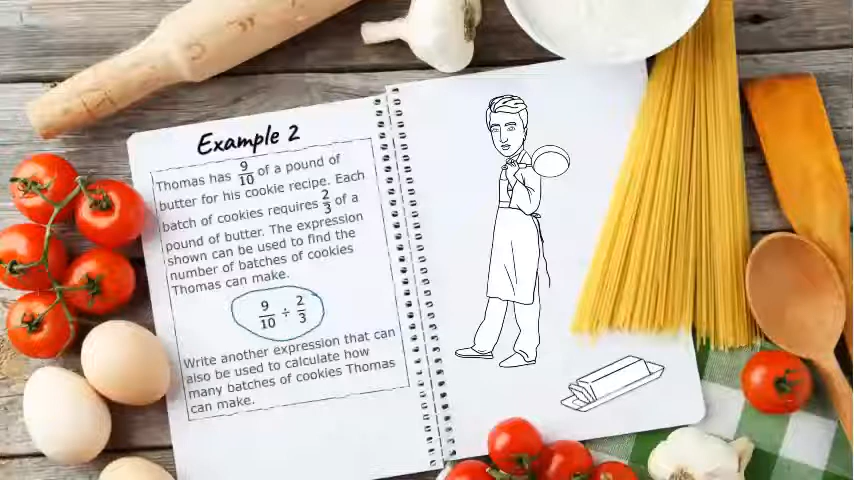 Example 2
Thomas has 9/10 of a pound of
butter for his cookie recipe. Each
batch of cookies requires 2/3 of a
pound of butter. The expression
shown can be used to find the
number of batches of cookies
Thomas can make.
9/10 ÷ 2/3
Write another expression that can
also be used to calculate how
many batches of cookies Thomas
can make.